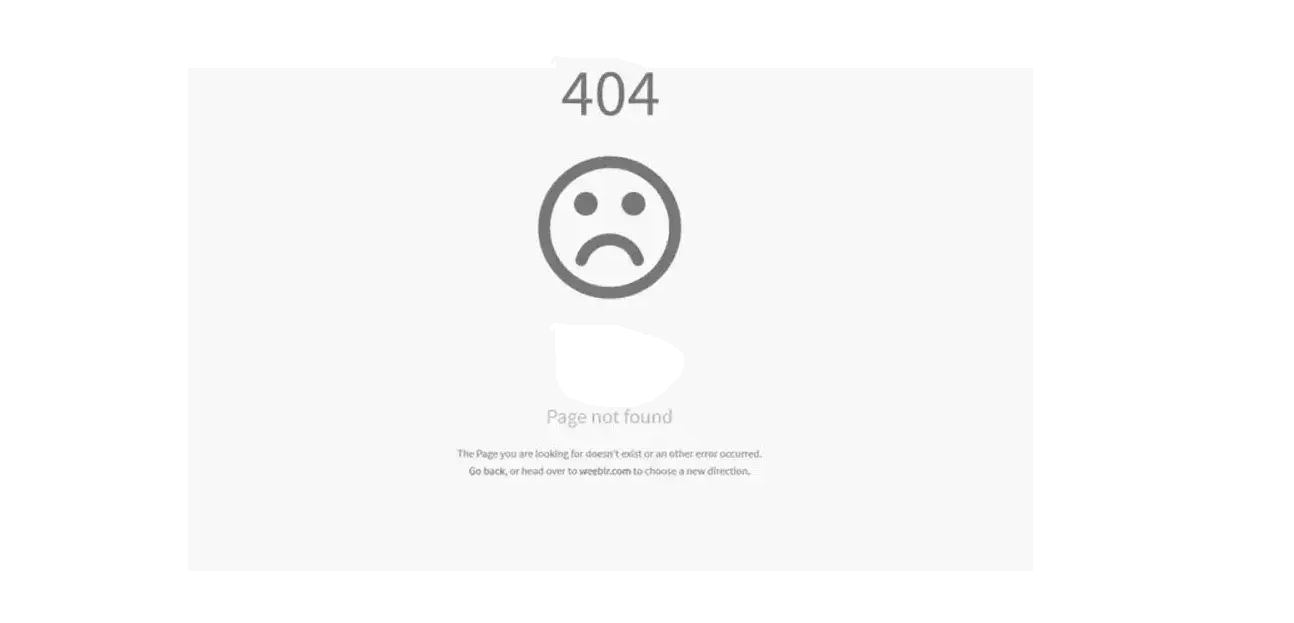 404
Page not found
The Page you are looking for doesn't exist or an other error occurred.
Go back, or head over to weeblr.com to choose a new direction.